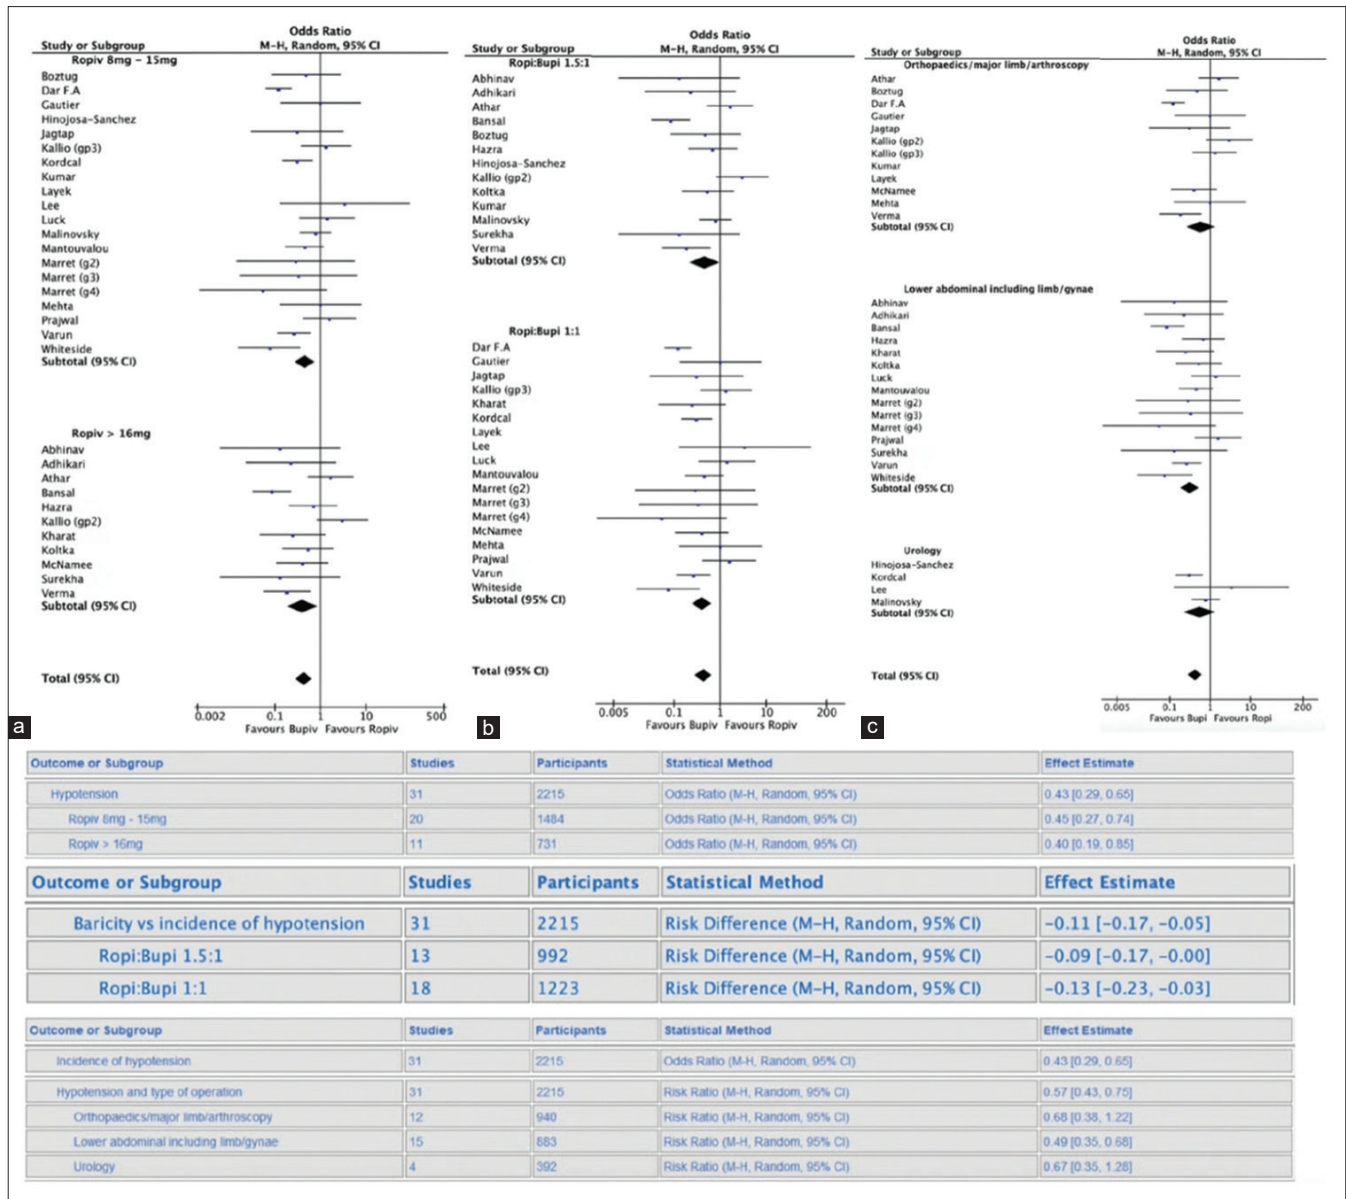 Odds Ratio
Study or Subgroup M-H, Random, 95% CI
Ropiv 8mg - 15mg
Boztug
Dar F.A
Gautier
Hinojosa-Sanchez
Jagtap
Kallio (gp3)
Kordcal
Kumar
Layek
Lee
Luck
Malinovsky
Mantouvalou
Marret (g2)
Marret (g3)
Marret (g4)
Mehta
Prajwal
Varun
Whiteside
Subtotal (95% CI)
Ropiv > 16mg
Abhinav
Adhikari
Athar
Bansal
Hazra
Kallio (gp2)
Kharat
Koltka
McNamee
Surekha
Verma
Subtotal (95% CI)
Total (95% CI)
0.002 0.1 1 10 500
Favours Bupiv Favours Ropiv
a
Odds Ratio
Study or Subgroup M-H, Random, 95% CI
Ropi:Bupi 1.5:1
Abhinav
Adhikari
Athar
Bansal
Boztug
Hazra
Hinojosa-Sanchez
Kallio (gp2)
Koltka
Kumar
Malinovsky
Surekha
Verma
Subtotal (95% CI)
Ropi:Bupi 1:1
Dar F.A
Gautier
Jagtap
Kallio (gp3)
Kharat
Kordcal
Layek
Lee
Luck
Mantouvalou
Marret (g2)
Marret (g3)
Marret (g4)
McNamee
Mehta
Prajwal
Varun
Whiteside
Subtotal (95% CI)
Total (95% CI)
0.005 0.1 1 10 200
Favours Bupiv Favours Ropiv
b
Odds Ratio
Study or Subgroup M-H, Random, 95% CI
Orthopaedics/major limb/arthroscopy
Athar
Boztug
Dar F.A
Gautier
Jagtap
Kallio (gp2)
Kallio (gp3)
Kumar
Layek
McNamee
Mehta
Verma
Subtotal (95% CI)
Lower abdominal including limb/gynae
Abhinav
Adhikari
Bansal
Hazra
Kharat
Koltka
Luck
Mantouvalou
Marret (g2)
Marret (g3)
Marret (g4)
Prajwal
Surekha
Varun
Whiteside
Subtotal (95% CI)
Urology
Hinojosa-Sanchez
Kordcal
Lee
Malinovsky
Subtotal (95% CI)
Total (95% CI)
0.005 0.1 1 10 200
Favours Bupi Favours Ropi
c
Outcome or Subgroup Studies Participants Statistical Method Effect Estimate
Hypotension 31 2215 Odds Ratio (M-H, Random, 95% CI) 0.43 [0.29, 0.65]
Ropiv 8mg - 15mg 20 1484 Odds Ratio (M-H, Random, 95% CI) 0.45 [0.27, 0.74]
Ropiv > 16mg 11 731 Odds Ratio (M-H, Random, 95% CI) 0.40 [0.19, 0.85]
Outcome or Subgroup Studies Participants Statistical Method Effect Estimate
Baricity vs incidence of hypotension 31 2215 Risk Difference (M-H, Random, 95% CI) -0.11 [-0.17, -0.05]
Ropi:Bupi 1.5:1 13 992 Risk Difference (M-H, Random, 95% CI) -0.09 [-0.17, -0.00]
Ropi:Bupi 1:1 18 1223 Risk Difference (M-H, Random, 95% CI) -0.13 [-0.23, -0.03]
Outcome or Subgroup Studies Participants Statistical Method Effect Estimate
Incidence of hypotension 31 2215 Odds Ratio (M-H, Random, 95% CI) 0.43 [0.29, 0.65]
Hypotension and type of operation 31 2215 Risk Ratio (M-H, Random, 95% CI) 0.57 [0.43, 0.75]
Orthopaedics/major limb/arthroscopy 12 940 Risk Ratio (M-H, Random, 95% CI) 0.68 [0.38, 1.22]
Lower abdominal including limb/gynae 15 883 Risk Ratio (M-H, Random, 95% CI) 0.49 [0.35, 0.68]
Urology 4 392 Risk Ratio (M-H, Random, 95% CI) 0.67 [0.35, 1.28]